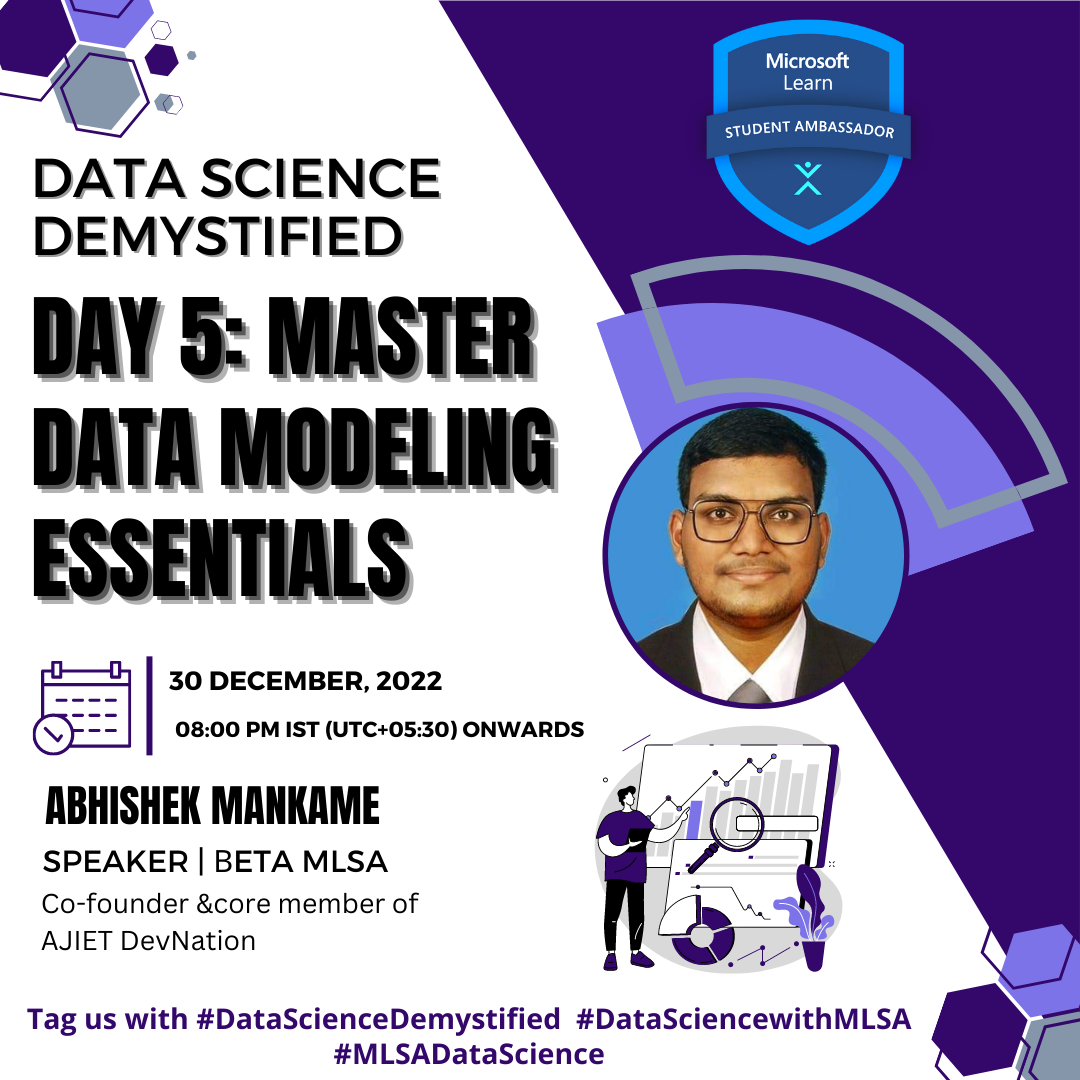 Microsoft
Learn
STUDENT AMBASSADOR
DATA SCIENCE
DEMYSTIFIED
DAY 5: MASTER
DATA MODELING
ESSENTIALS
30 DECEMBER, 2022
08:00 PM IST (UTC+05:30) ONWARDS
ABHISHEK MANKAME
SPEAKER | BETA MLSA
Co-founder &core member of
AJIET DevNation
Tag us with #DataScienceDemystified #DataSciencewithMLSA
#MLSADataScience